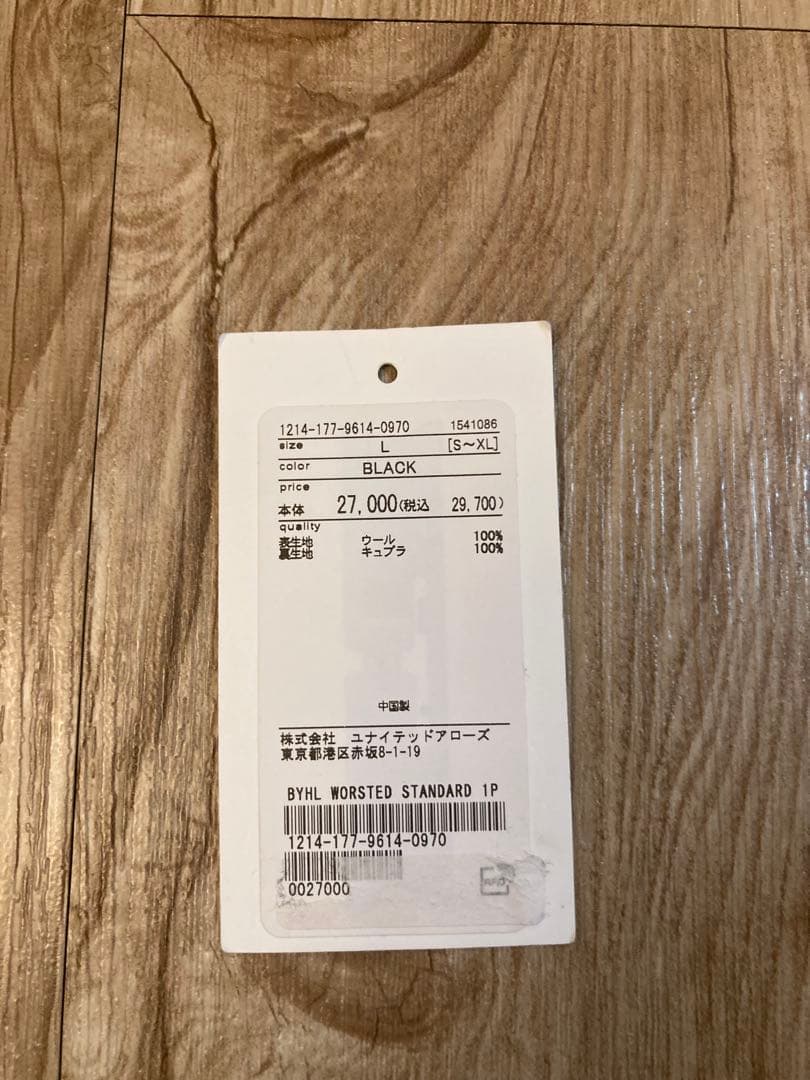 1214-177-9614-0970 1541086
size L [S〜XL]
color BLACK
price
本体 27,000(税込 29,700)
quality
表生地 ウール 100%
裏生地 キュプラ 100%
中国製
株式会社 ユナイテッドアローズ
東京都港区赤坂8-1-19
BYHL WORSTED STANDARD 1P
1214-177-9614-0970
0027000